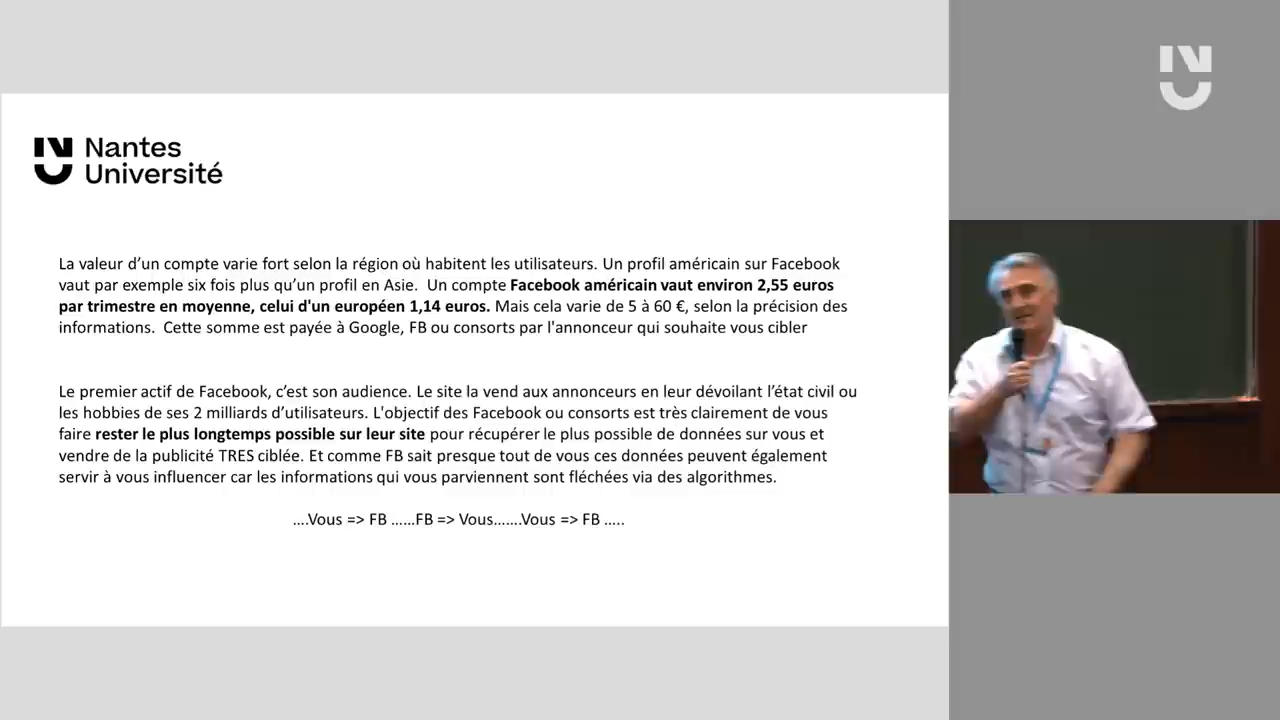 Nantes
Université
La valeur d’un compte varie fort selon la région où habitent les utilisateurs. Un profil américain sur Facebook
vaut par exemple six fois plus qu’un profil en Asie.  Un compte Facebook américain vaut environ 2,55 euros
par trimestre en moyenne, celui d'un européen 1,14 euros. Mais cela varie de 5 à 60 €, selon la précision des
informations.  Cette somme est payée à Google, FB ou consorts par l'annonceur qui souhaite vous cibler
Le premier actif de Facebook, c’est son audience. Le site la vend aux annonceurs en leur dévoilant l’état civil ou
les hobbies de ses 2 milliards d’utilisateurs. L'objectif des Facebook ou consorts est très clairement de vous
faire rester le plus longtemps possible sur leur site pour récupérer le plus possible de données sur vous et
vendre de la publicité TRES ciblée. Et comme FB sait presque tout de vous ces données peuvent également
servir à vous influencer car les informations qui vous parviennent sont fléchées via des algorithmes.
....Vous => FB ......FB => Vous.......Vous => FB .....